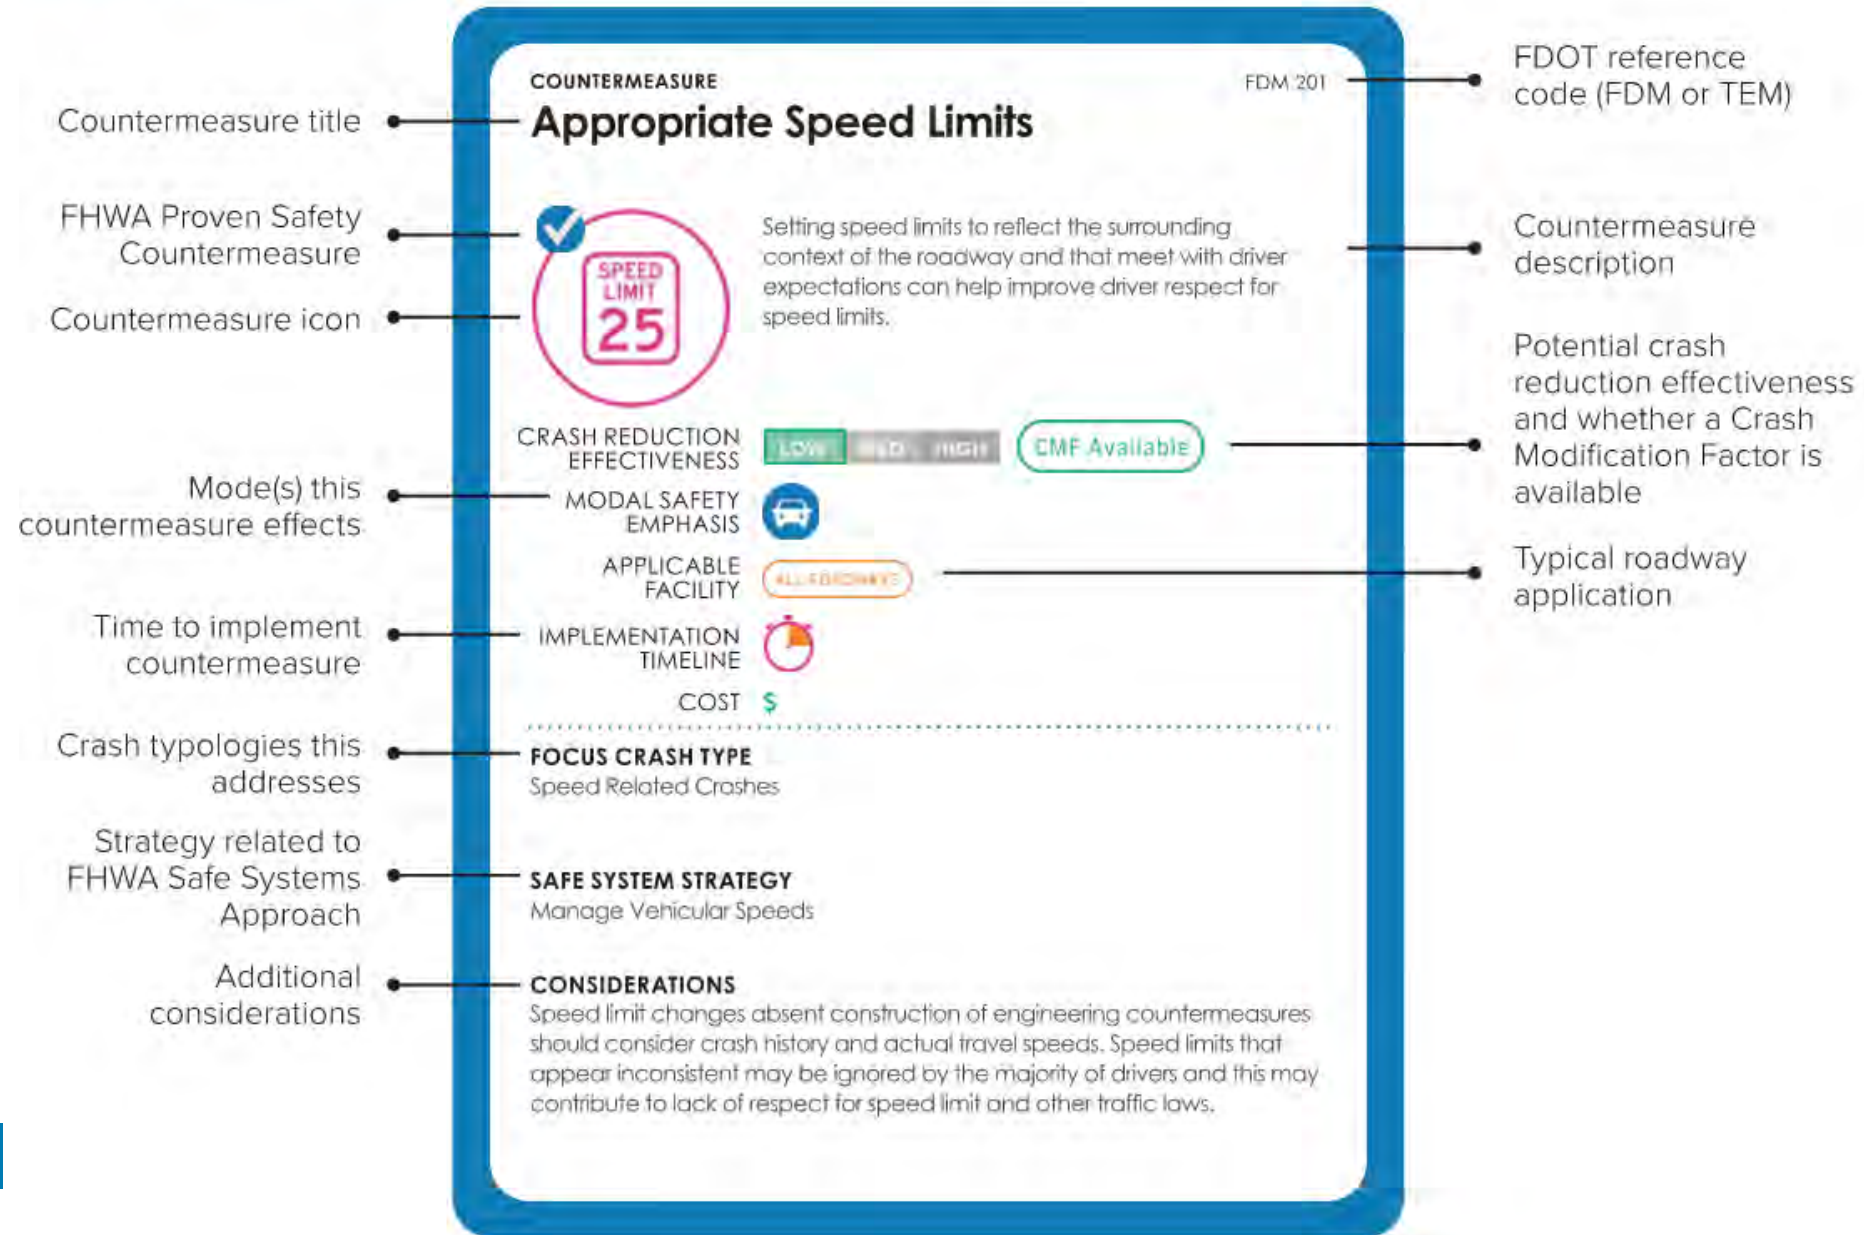 Countermeasure title
FHWA Proven Safety
Countermeasure
Countermeasure icon
Mode(s) this
countermeasure effects
Time to implement
countermeasure
Crash typologies this
addresses
Strategy related to
FHWA Safe Systems
Approach
Additional
considerations
COUNTERMEASURE
FDM 201
Appropriate Speed Limits
SPEED
LIMIT
25
Setting speed limits to reflect the surrounding
context of the roadway and that meet with driver
expectations can help improve driver respect for
speed limits.
CRASH REDUCTION
EFFECTIVENESS
LOW MED HIGH
CMF Available
MODAL SAFETY
EMPHASIS
APPLICABLE
FACILITY
ALL ROADWAYS
IMPLEMENTATION
TIMELINE
COST $
FOCUS CRASH TYPE
Speed Related Crashes
SAFE SYSTEM STRATEGY
Manage Vehicular Speeds
CONSIDERATIONS
Speed limit changes absent construction of engineering countermeasures
should consider crash history and actual travel speeds. Speed limits that
appear inconsistent may be ignored by the majority of drivers and this may
contribute to lack of respect for speed limit and other traffic laws.
FDOT reference
code (FDM or TEM)
Countermeasure
description
Potential crash
reduction effectiveness
and whether a Crash
Modification Factor is
available
Typical roadway
application